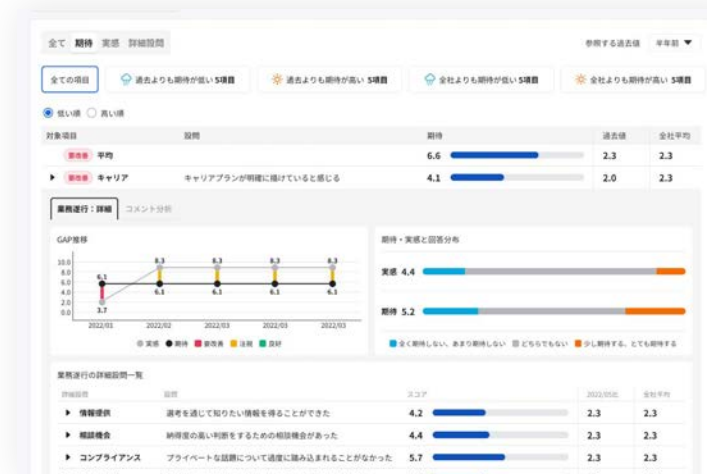 全て 期待 実感 詳細設問
参照する過去値 半年前 ▼
全ての項目 過去よりも期待が低い 5項目 過去よりも期待が高い 5項目 全社よりも期待が低い 5項目 全社よりも期待が高い 5項目
低い順 高い順
対象項目 設問 期待 過去値 全社平均
要改善 平均 6.6 2.3 2.3
要改善 キャリア キャリアプランが明確に描けていると感じる 4.1 2.0 2.3
業務遂行：詳細 コメント分析
GAP推移
10.0
8.0
6.0
4.0
2.0
0.0
6.1 8.3 8.3 8.3 8.3
3.7 6.1 6.1 6.1 6.1
2022/01 2022/02 2022/03 2022/03 2022/03
実感 期待 要改善 注視 良好
期待・実感と回答分布
実感 4.4
期待 5.2
全く期待しない、あまり期待しない どちらでもない 少し期待する、とても期待する
業務遂行の詳細設問一覧
詳細設問 設問 スコア 2022/05比 全社平均
情報提供 選考を通じて知りたい情報を得ることができた 4.2 2.3 2.3
相談機会 納得度の高い判断をするための相談機会があった 4.4 2.3 2.3
コンプライアンス プライベートな話題について過度に踏み込まれることがなかった 5.7 2.3 2.3